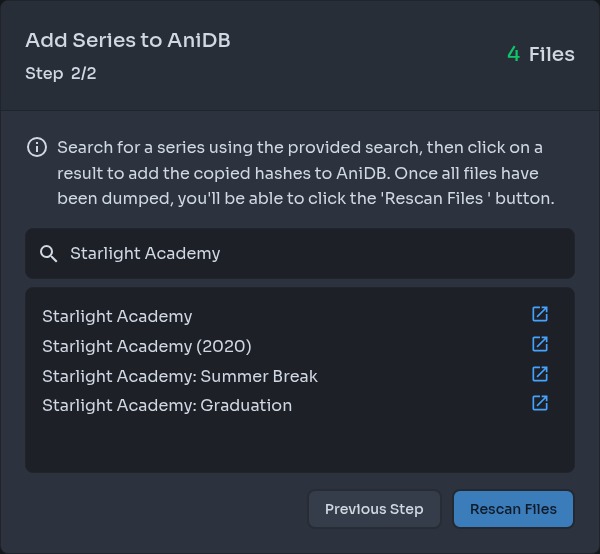 Add Series to AniDB
Step 2/2
4 Files
Search for a series using the provided search, then click on a
result to add the copied hashes to AniDB. Once all files have
been dumped, you'll be able to click the 'Rescan Files ' button.
Starlight Academy
Starlight Academy
Starlight Academy (2020)
Starlight Academy: Summer Break
Starlight Academy: Graduation
Previous Step
Rescan Files